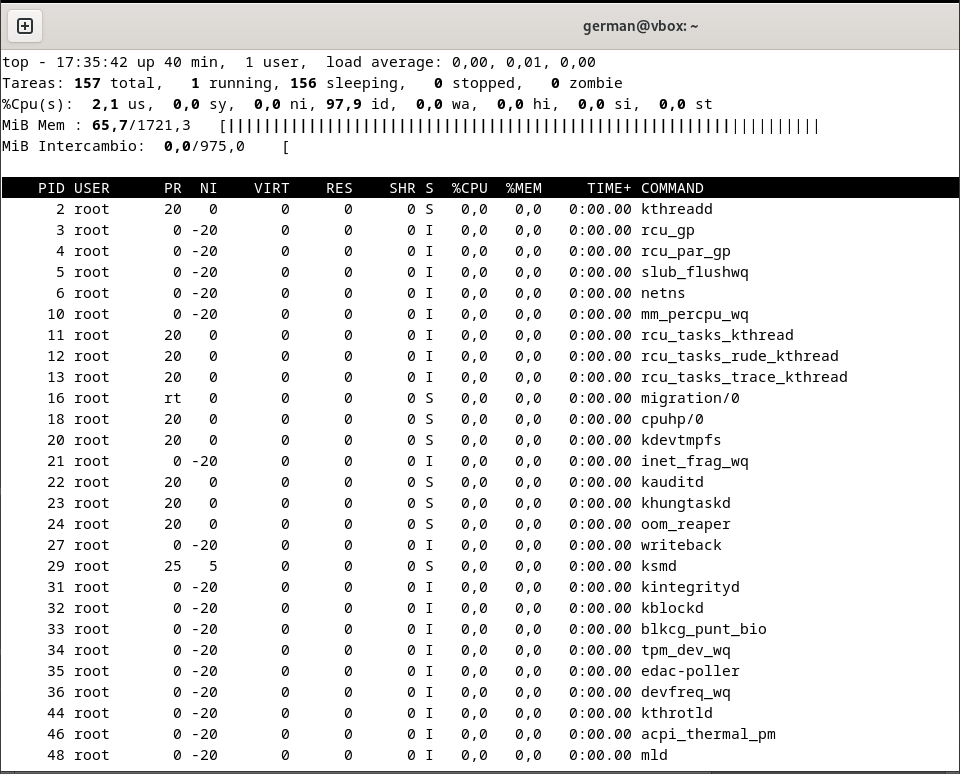 german@vbox: ~
top - 17:35:42 up 40 min,  1 user,  load average: 0,00, 0,01, 0,00
Tareas: 157 total,   1 running, 156 sleeping,   0 stopped,   0 zombie
%Cpu(s):  2,1 us,  0,0 sy,  0,0 ni, 97,9 id,  0,0 wa,  0,0 hi,  0,0 si,  0,0 st
MiB Mem : 65,7/1721,3   [||||||||||||||||||||||||||||||||||||||||||||||||||||||||||||||||||
MiB Intercambio:  0,0/975,0    [
    PID USER      PR  NI    VIRT    RES    SHR S  %CPU  %MEM     TIME+ COMMAND
      2 root      20   0       0      0      0 S   0,0   0,0   0:00.00 kthreadd
      3 root       0 -20       0      0      0 I   0,0   0,0   0:00.00 rcu_gp
      4 root       0 -20       0      0      0 I   0,0   0,0   0:00.00 rcu_par_gp
      5 root       0 -20       0      0      0 I   0,0   0,0   0:00.00 slub_flushwq
      6 root       0 -20       0      0      0 I   0,0   0,0   0:00.00 netns
     10 root       0 -20       0      0      0 I   0,0   0,0   0:00.00 mm_percpu_wq
     11 root      20   0       0      0      0 I   0,0   0,0   0:00.00 rcu_tasks_kthread
     12 root      20   0       0      0      0 I   0,0   0,0   0:00.00 rcu_tasks_rude_kthread
     13 root      20   0       0      0      0 I   0,0   0,0   0:00.00 rcu_tasks_trace_kthread
     16 root      rt   0       0      0      0 S   0,0   0,0   0:00.00 migration/0
     18 root      20   0       0      0      0 S   0,0   0,0   0:00.00 cpuhp/0
     20 root      20   0       0      0      0 S   0,0   0,0   0:00.00 kdevtmpfs
     21 root       0 -20       0      0      0 I   0,0   0,0   0:00.00 inet_frag_wq
     22 root      20   0       0      0      0 S   0,0   0,0   0:00.00 kauditd
     23 root      20   0       0      0      0 S   0,0   0,0   0:00.00 khungtaskd
     24 root      20   0       0      0      0 S   0,0   0,0   0:00.00 oom_reaper
     27 root       0 -20       0      0      0 I   0,0   0,0   0:00.00 writeback
     29 root      25   5       0      0      0 S   0,0   0,0   0:00.00 ksmd
     31 root       0 -20       0      0      0 I   0,0   0,0   0:00.00 kintegrityd
     32 root       0 -20       0      0      0 I   0,0   0,0   0:00.00 kblockd
     33 root       0 -20       0      0      0 I   0,0   0,0   0:00.00 blkcg_punt_bio
     34 root       0 -20       0      0      0 I   0,0   0,0   0:00.00 tpm_dev_wq
     35 root       0 -20       0      0      0 I   0,0   0,0   0:00.00 edac-poller
     36 root       0 -20       0      0      0 I   0,0   0,0   0:00.00 devfreq_wq
     44 root       0 -20       0      0      0 I   0,0   0,0   0:00.00 kthrotld
     46 root       0 -20       0      0      0 I   0,0   0,0   0:00.00 acpi_thermal_pm
     48 root       0 -20       0      0      0 I   0,0   0,0   0:00.00 mld